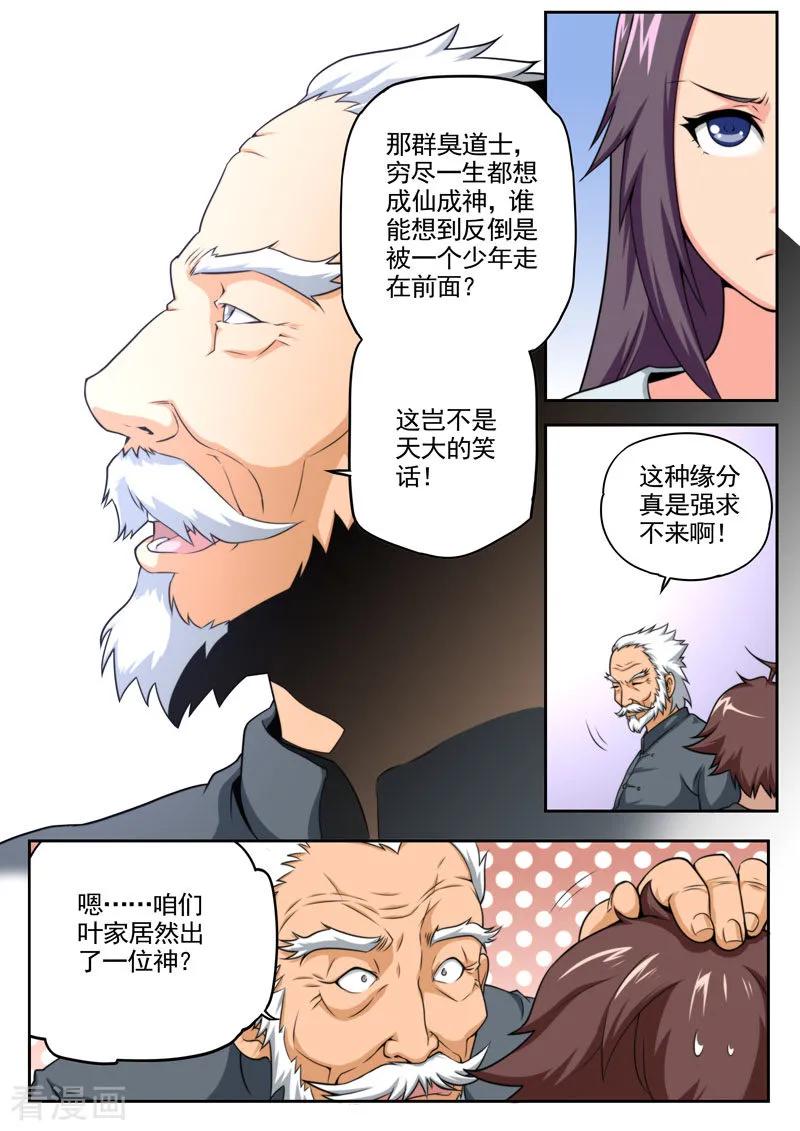 那群臭道士，
穷尽一生都想
成仙成神，谁
能想到反倒是
被一个少年走
在前面？
这岂不是
天大的笑
话！
这种缘分
真是强求
不来啊！
嗯……咱们
叶家居然出
了一位神？
看漫画